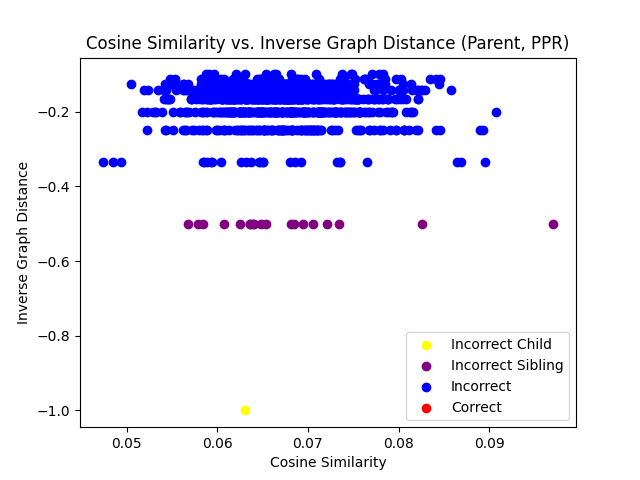 Cosine Similarity vs. Inverse Graph Distance (Parent, PPR)
Inverse Graph Distance
−0.2
−0.4
−0.6
−0.8
−1.0
Incorrect Child
Incorrect Sibling
Incorrect
Correct
0.05 0.06 0.07 0.08 0.09
Cosine Similarity